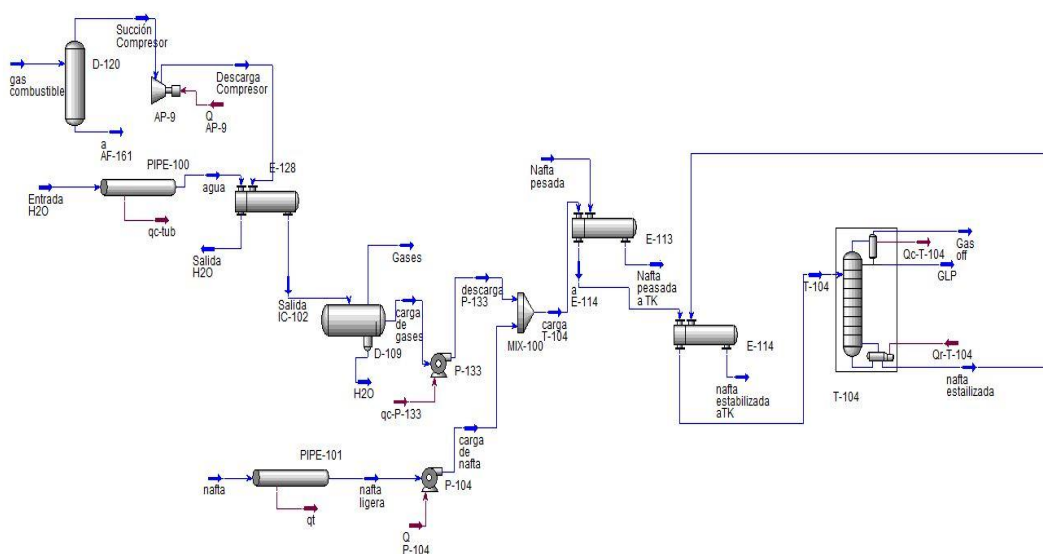 Succión
Compresor
D-120
gas
combustible
Descarga
Compresor
AP-9
Q
AP-9
a
AF-161
PIPE-100
E-128
agua
Entrada
H2O
qc-tub
Salida
H2O
Salida
IC-102
Gases
carga
de
gases
D-109
H2O
descarga
P-133
P-133
qc-P-133
MIX-100
carga
T-104
Nafta
pesada
E-113
Nafta
peasada
a TK
a
E-114
E-114
nafta
estabilizada
aTK
T-104
Qc-T-104
Gas
off
GLP
Qr-T-104
nafta
estailizada
T-104
PIPE-101
nafta
qt
nafta
ligera
carga
de
nafta
P-104
Q
P-104